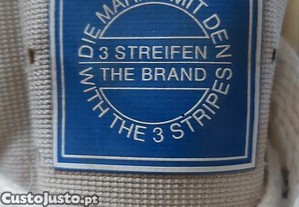 DIE MARKE MIT DEN
3 STREIFEN
THE BRAND
WITH THE 3 STRIPES
CustoJusto.pt